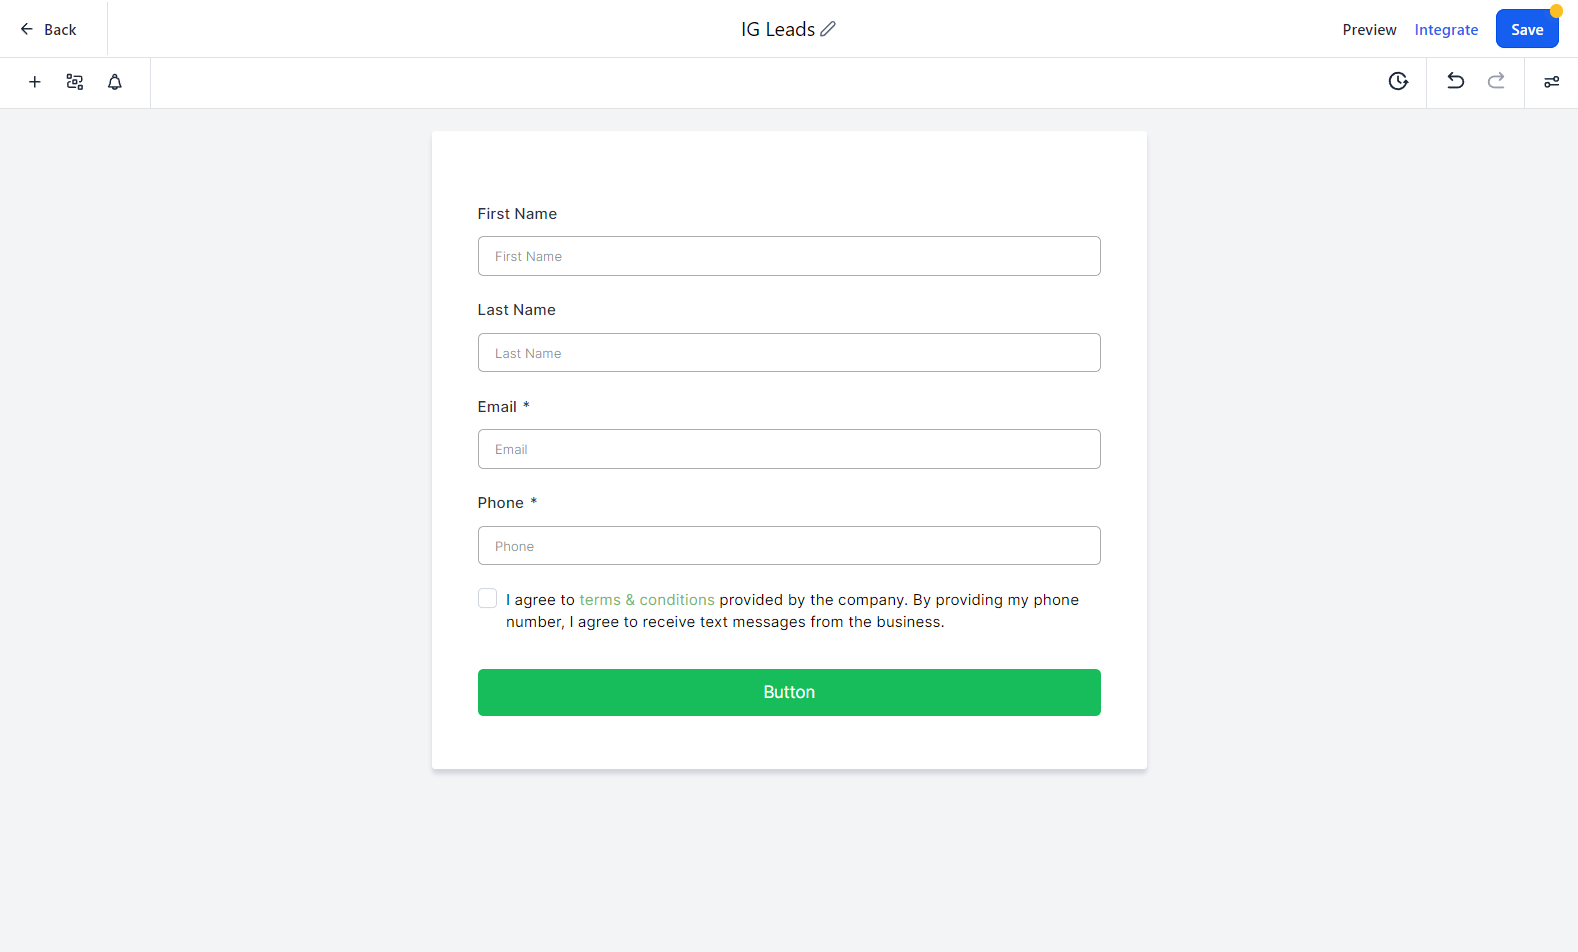 Back
IG Leads
Preview Integrate Save
First Name
First Name
Last Name
Last Name
Email *
Email
Phone *
Phone
I agree to terms & conditions provided by the company. By providing my phone
number, I agree to receive text messages from the business.
Button